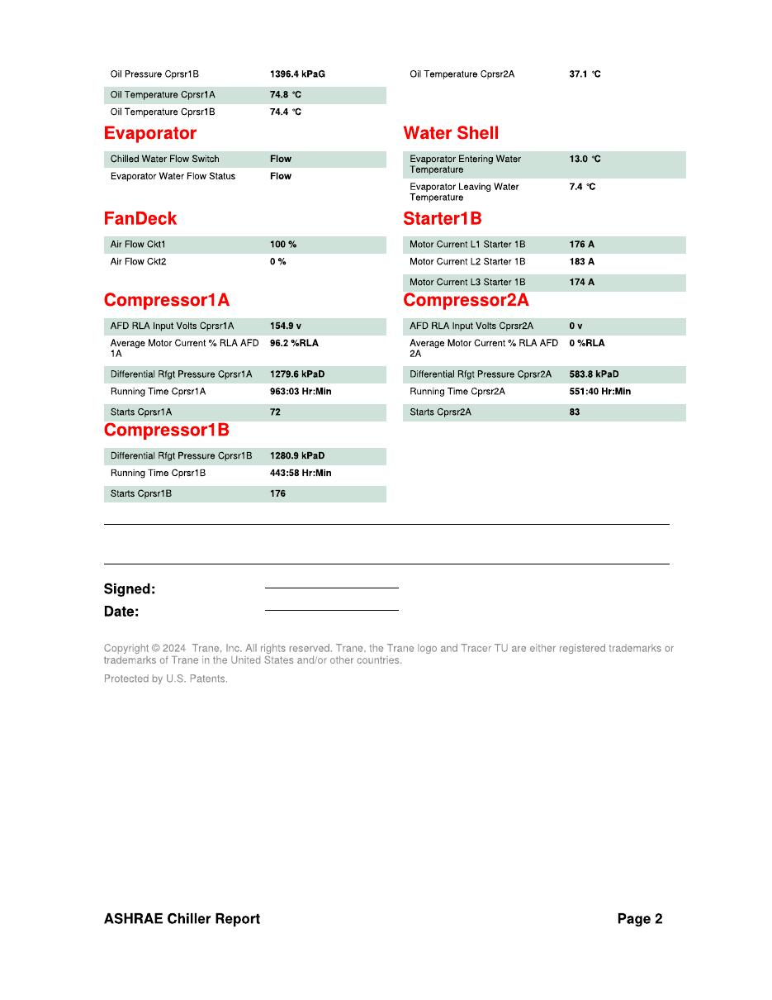 Oil Pressure Cprsr1B 1396.4 kPaG
Oil Temperature Cprsr1A 74.8 °C
Oil Temperature Cprsr1B 74.4 °C
Oil Temperature Cprsr2A 37.1 °C
Evaporator
Chilled Water Flow Switch Flow
Evaporator Water Flow Status Flow
Water Shell
Evaporator Entering Water 13.0 °C
Temperature
Evaporator Leaving Water 7.4 °C
Temperature
FanDeck
Air Flow Ckt1 100 %
Air Flow Ckt2 0 %
Starter1B
Motor Current L1 Starter 1B 176 A
Motor Current L2 Starter 1B 183 A
Motor Current L3 Starter 1B 174 A
Compressor1A
AFD RLA Input Volts Cprsr1A 154.9 v
Average Motor Current % RLA AFD 96.2 %RLA
1A
Differential Rfgt Pressure Cprsr1A 1279.6 kPaD
Running Time Cprsr1A 963:03 Hr:Min
Starts Cprsr1A 72
Compressor2A
AFD RLA Input Volts Cprsr2A 0 v
Average Motor Current % RLA AFD 0 %RLA
2A
Differential Rfgt Pressure Cprsr2A 583.8 kPaD
Running Time Cprsr2A 551:40 Hr:Min
Starts Cprsr2A 83
Compressor1B
Differential Rfgt Pressure Cprsr1B 1280.9 kPaD
Running Time Cprsr1B 443:58 Hr:Min
Starts Cprsr1B 176
Signed:
Date:
Copyright © 2024 Trane, Inc. All rights reserved. Trane, the Trane logo and Tracer TU are either registered trademarks or
trademarks of Trane in the United States and/or other countries.
Protected by U.S. Patents.
ASHRAE Chiller Report Page 2